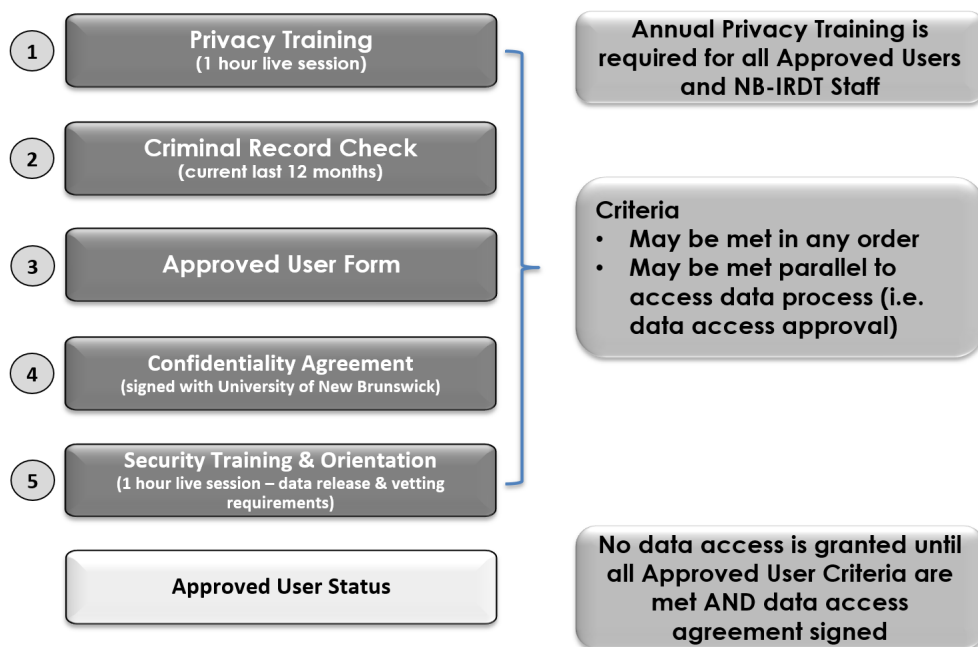 1
Privacy Training
(1 hour live session)
2
Criminal Record Check
(current last 12 months)
3
Approved User Form
4
Confidentiality Agreement
(signed with University of New Brunswick)
5
Security Training & Orientation
(1 hour live session – data release & vetting
requirements)
Approved User Status
Annual Privacy Training is
required for all Approved Users
and NB-IRDT Staff
Criteria
• May be met in any order
• May be met parallel to
access data process (i.e.
data access approval)
No data access is granted until
all Approved User Criteria are
met AND data access
agreement signed